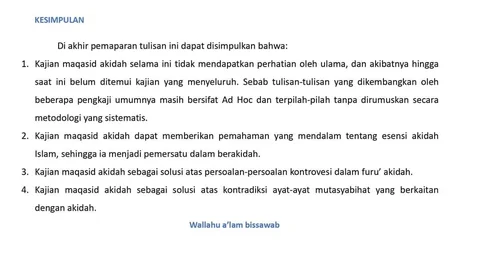 KESIMPULAN
Di akhir pemaparan tulisan ini dapat disimpulkan bahwa:
1. Kajian maqasid akidah selama ini tidak mendapatkan perhatian oleh ulama, dan akibatnya hingga
saat ini belum ditemui kajian yang menyeluruh. Sebab tulisan-tulisan yang dikembangkan oleh
beberapa pengkaji umumnya masih bersifat Ad Hoc dan terpilah-pilah tanpa dirumuskan secara
metodologi yang sistematis.
2. Kajian maqasid akidah dapat memberikan pemahaman yang mendalam tentang esensi akidah
Islam, sehingga ia menjadi pemersatu dalam berakidah.
3. Kajian maqasid akidah sebagai solusi atas persoalan-persoalan kontrovesi dalam furu’ akidah.
4. Kajian maqasid akidah sebagai solusi atas kontradiksi ayat-ayat mutasyabihat yang berkaitan
dengan akidah.
Wallahu a’lam bissawab